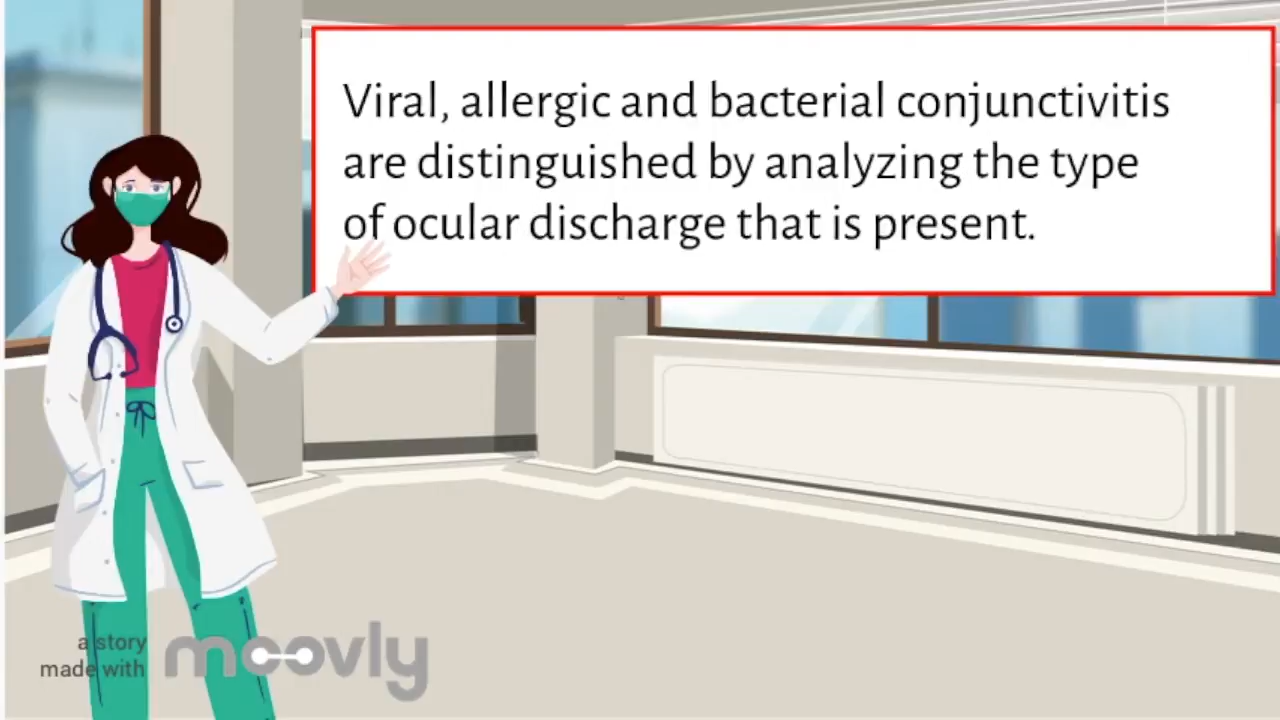 Viral, allergic and bacterial conjunctivitis
are distinguished by analyzing the type
of ocular discharge that is present.
a story
made with
moovly